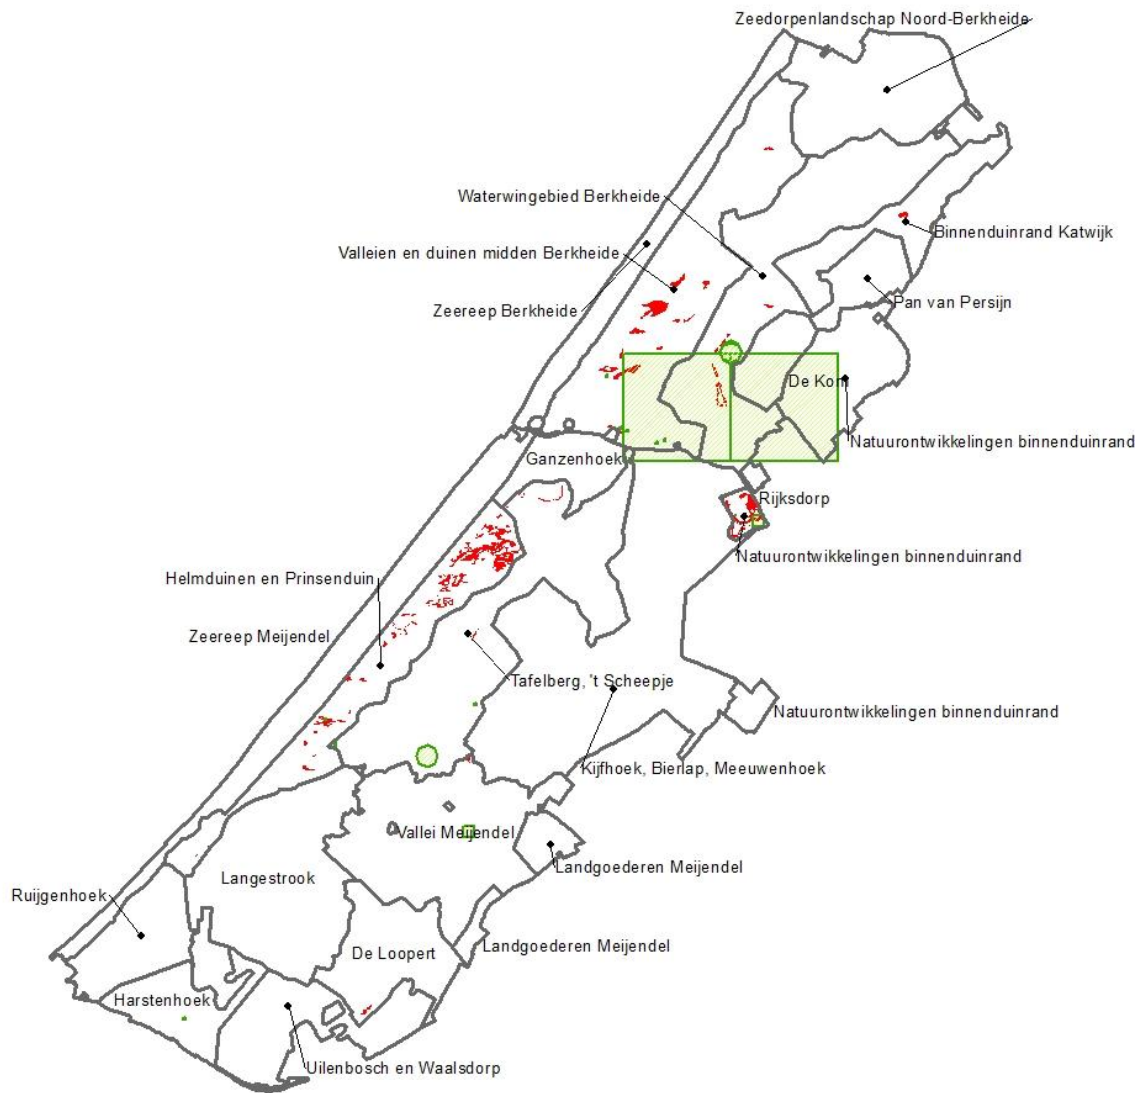 Zeedorpenlandschap Noord-Berkheide
Waterwingebied Berkheide
Binnenduinrand Katwijk
Valleien en duinen midden Berkheide
Pan van Persijn
Zeereep Berkheide
De Kom
Natuurontwikkelingen binnenduinrand
Ganzenhoek
Rijksdorp
Natuurontwikkelingen binnenduinrand
Helmduinen en Prinsenduin
Zeereep Meijendel
Tafelberg, 't Scheepje
Natuurontwikkelingen binnenduinrand
Kijfhoek, Bierlap, Meeuwenhoek
Vallei Meijendel
Landgoederen Meijendel
Langestrook
Ruijgenhoek
Landgoederen Meijendel
De Loopert
Harstenhoek
Uilenbosch en Waalsdorp